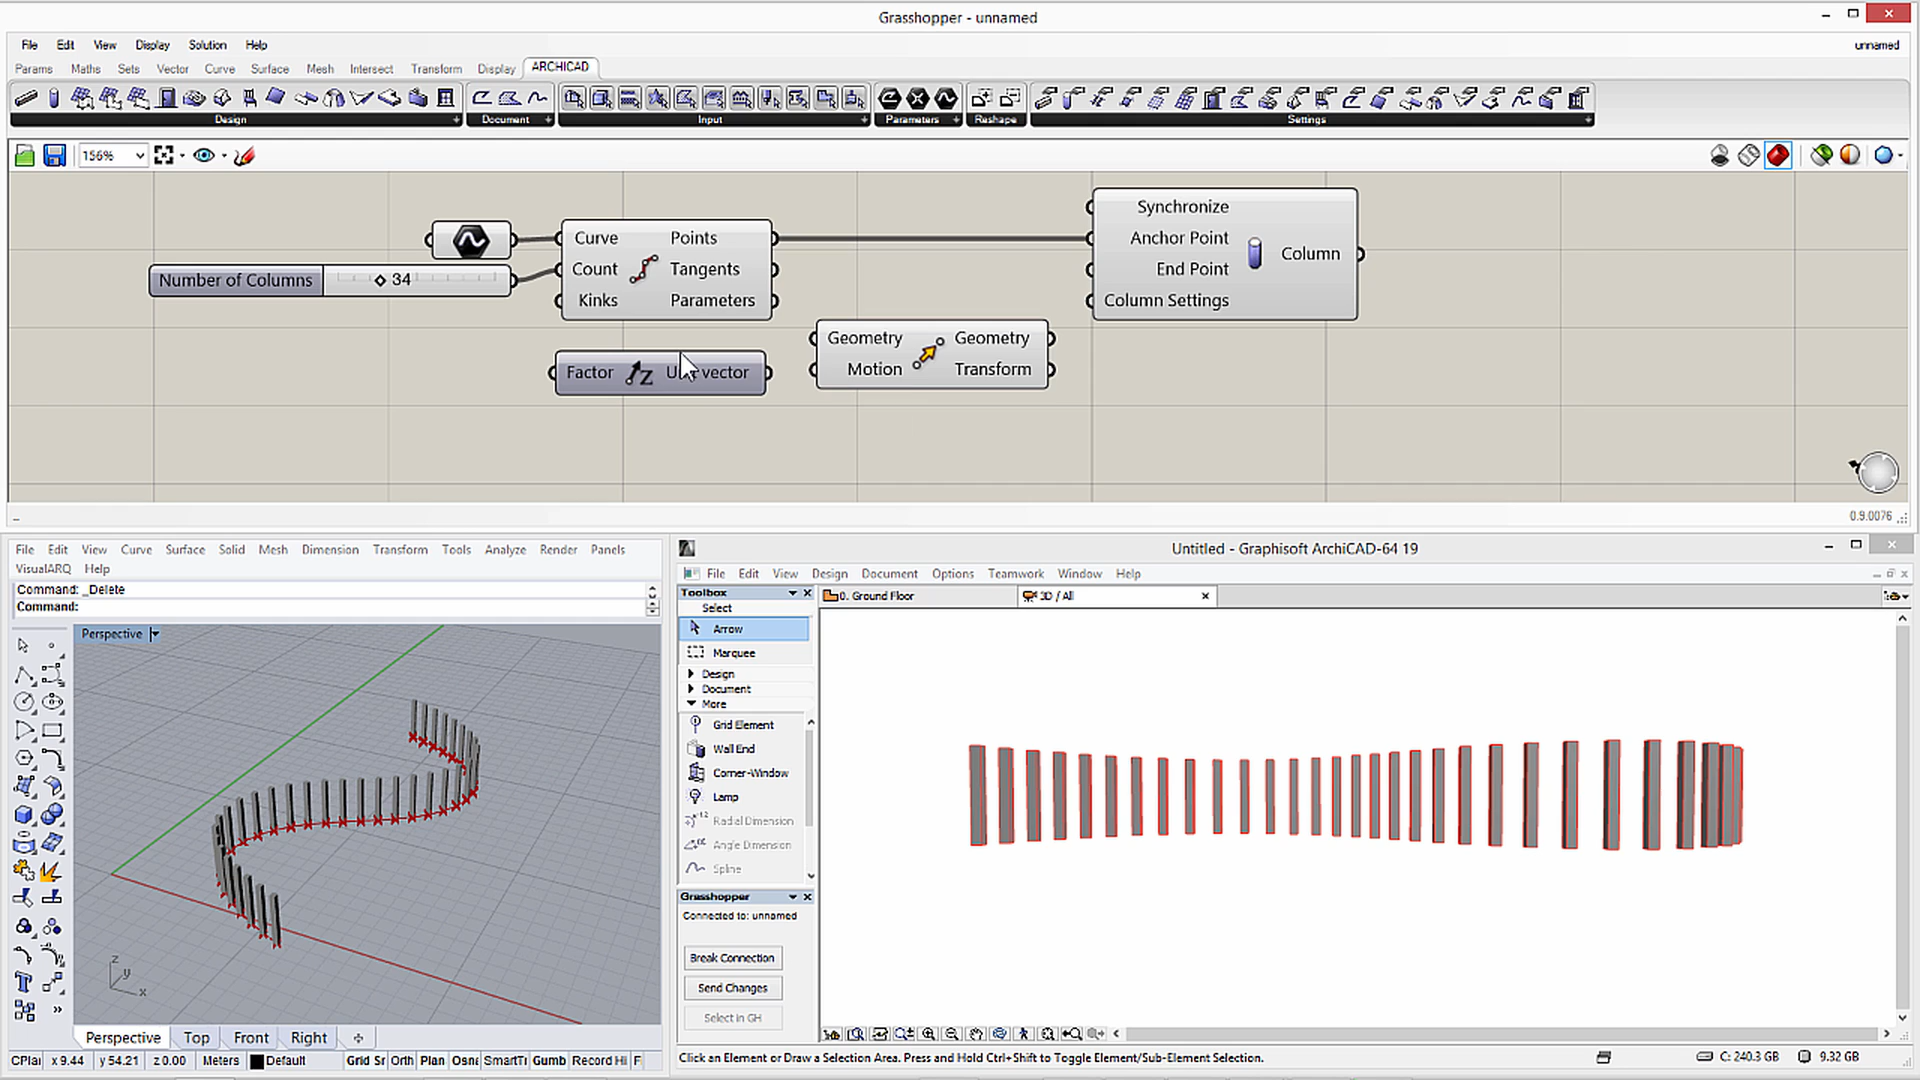 Grasshopper - unnamed
File Edit View Display Solution Help
unnamed
Params Maths Sets Vector Curve Surface Mesh Intersect Transform Display ARCHICAD
Design Document Input Parameters Reshape Settings
156%
Synchronize
Curve Points
Anchor Point
Column
Number of Columns 34
Count Tangents
End Point
Kinks Parameters
Column Settings
Geometry Geometry
Factor vector
Motion Transform
0.9.0076
File Edit View Curve Surface Solid Mesh Dimension Transform Tools Analyze Render Panels
VisualARQ Help
Command: _Delete
Command:
Perspective
z
y
x
Perspective Top Front Right
CPlai x 9.44 y 54.21 z 0.00 Meters Default Grid Sr Orth Plan Osna SmartTr Gumb Record Hi F
Untitled - Graphisoft ArchiCAD-64 19
File Edit View Design Document Options Teamwork Window Help
Toolbox
Select
Arrow
Marquee
Design
Document
More
Grid Element
Wall End
Corner-Window
Lamp
Radial Dimension
Angle Dimension
Spline
Grasshopper
Connected to: unnamed
Break Connection
Send Changes
Select in GH
0. Ground Floor
3D / All
Click an Element or Draw a Selection Area. Press and Hold Ctrl+Shift to Toggle Element/Sub-Element Selection.
C: 240.3 GB 9.32 GB